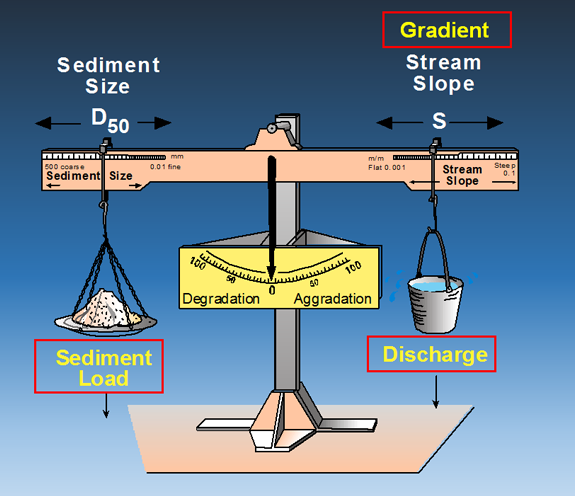 Gradient
Sediment
Size
Stream
Slope
D50
S
mm
500 coarse
0.01 fine
Sediment Size
m/m
Flat 0.001
Steep
0.1
Stream
Slope
100
50
0
50
100
Degradation
Aggradation
Sediment
Load
Discharge